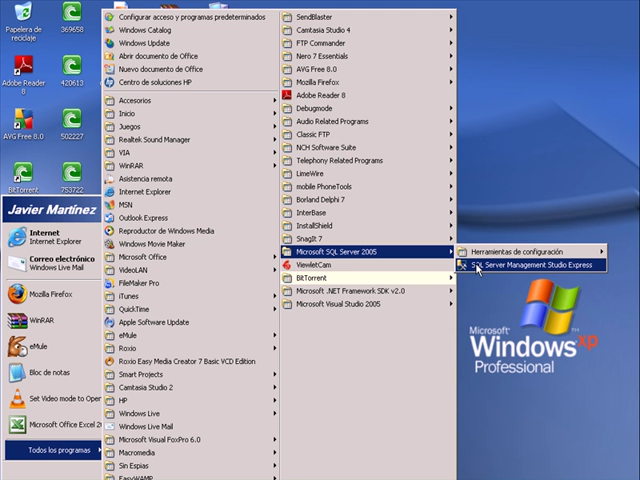 Papelera de
reciclaje
369658
Adobe Reader
8
420613
AVG Free 8.0
502227
BitTorrent
753722
Javier Martínez
Internet
Internet Explorer
Correo electrónico
Windows Live Mail
Mozilla Firefox
WinRAR
eMule
Bloc de notas
Set Video mode to Oper
Microsoft Office Excel 2
Todos los programas
Configurar acceso y programas predeterminados
Windows Catalog
Windows Update
Abrir documento de Office
Nuevo documento de Office
Centro de soluciones HP
Accesorios
Inicio
Juegos
Realtek Sound Manager
VIA
WinRAR
Asistencia remota
Internet Explorer
MSN
Outlook Express
Reproductor de Windows Media
Windows Movie Maker
Microsoft Office
VideoLAN
FileMaker Pro
iTunes
QuickTime
Apple Software Update
eMule
Roxio
Roxio Easy Media Creator 7 Basic VCD Edition
Smart Projects
Camtasia Studio 2
HP
Windows Live
Windows Live Mail
Microsoft Visual FoxPro 6.0
Macromedia
Sin Espias
EasyWAMP
SendBlaster
Camtasia Studio 4
FTP Commander
Nero 7 Essentials
AVG Free 8.0
Mozilla Firefox
Adobe Reader 8
Debugmode
Audio Related Programs
Classic FTP
NCH Software Suite
Telephony Related Programs
LimeWire
mobile PhoneTools
Borland Delphi 7
InterBase
InstallShield
SnagIt 7
Microsoft SQL Server 2005
ViewletCam
BitTorrent
Microsoft .NET Framework SDK v2.0
Microsoft Visual Studio 2005
Herramientas de configuración
SQL Server Management Studio Express
Microsoft®
Windows xp
Professional